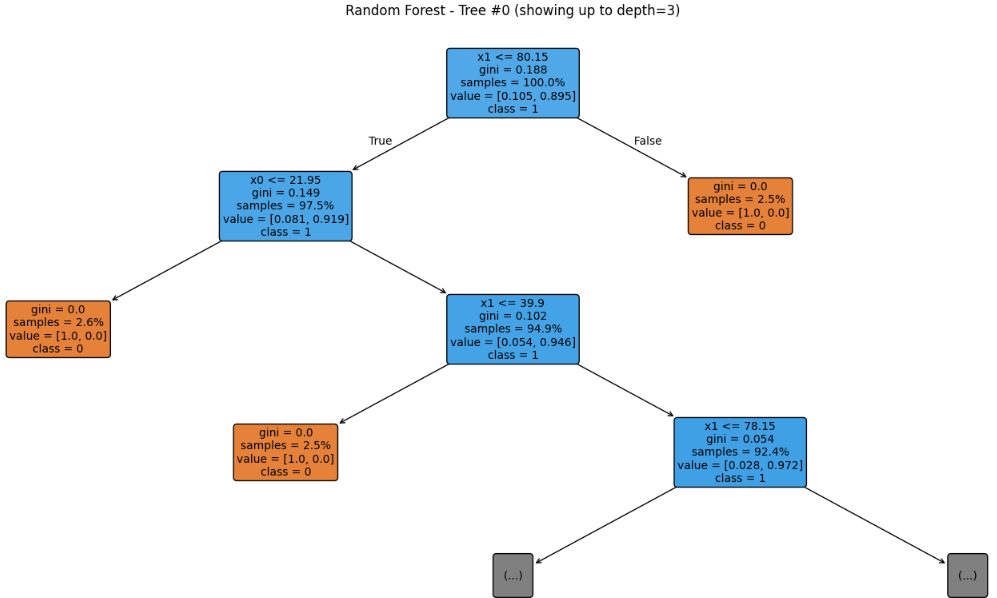 Random Forest - Tree #0 (showing up to depth=3)
x1 <= 80.15
gini = 0.188
samples = 100.0%
value = [0.105, 0.895]
class = 1
True
False
x0 <= 21.95
gini = 0.149
samples = 97.5%
value = [0.081, 0.919]
class = 1
gini = 0.0
samples = 2.5%
value = [1.0, 0.0]
class = 0
gini = 0.0
samples = 2.6%
value = [1.0, 0.0]
class = 0
x1 <= 39.9
gini = 0.102
samples = 94.9%
value = [0.054, 0.946]
class = 1
gini = 0.0
samples = 2.5%
value = [1.0, 0.0]
class = 0
x1 <= 78.15
gini = 0.054
samples = 92.4%
value = [0.028, 0.972]
class = 1
(...)
(...)